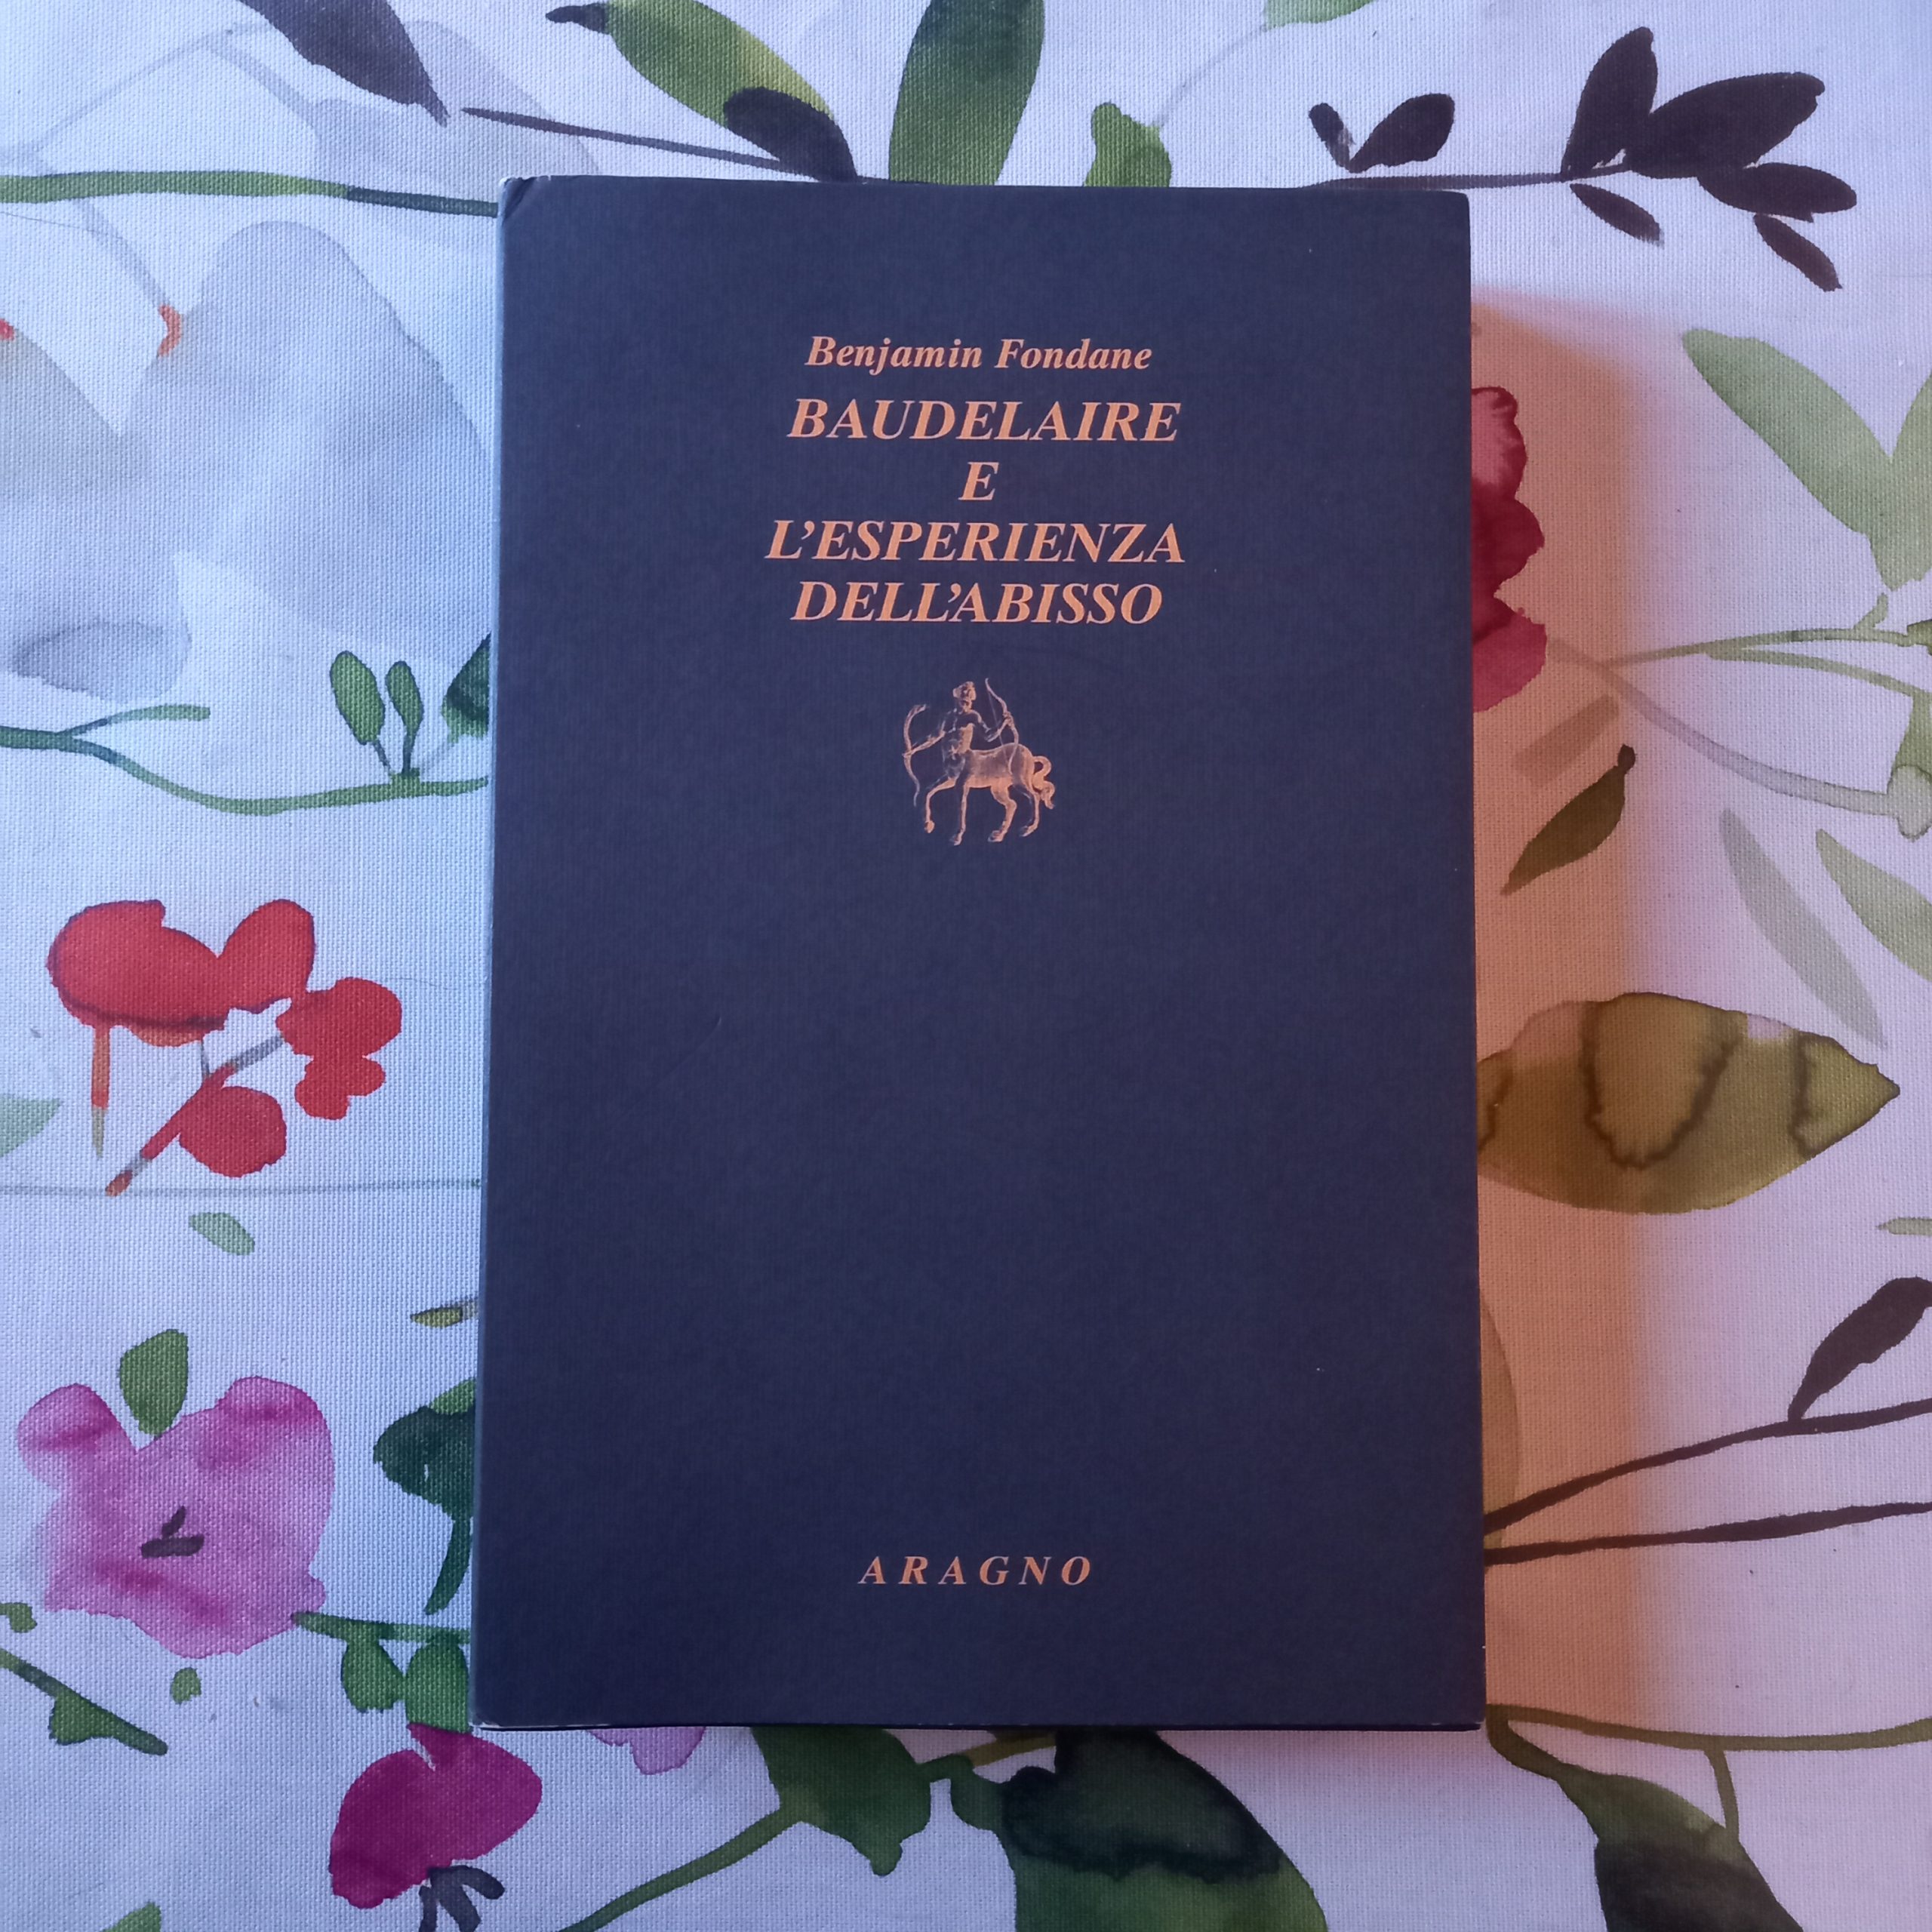 Benjamin Fondane
BAUDELAIRE
E
L’ESPERIENZA
DELL’ABISSO
ARAGNO